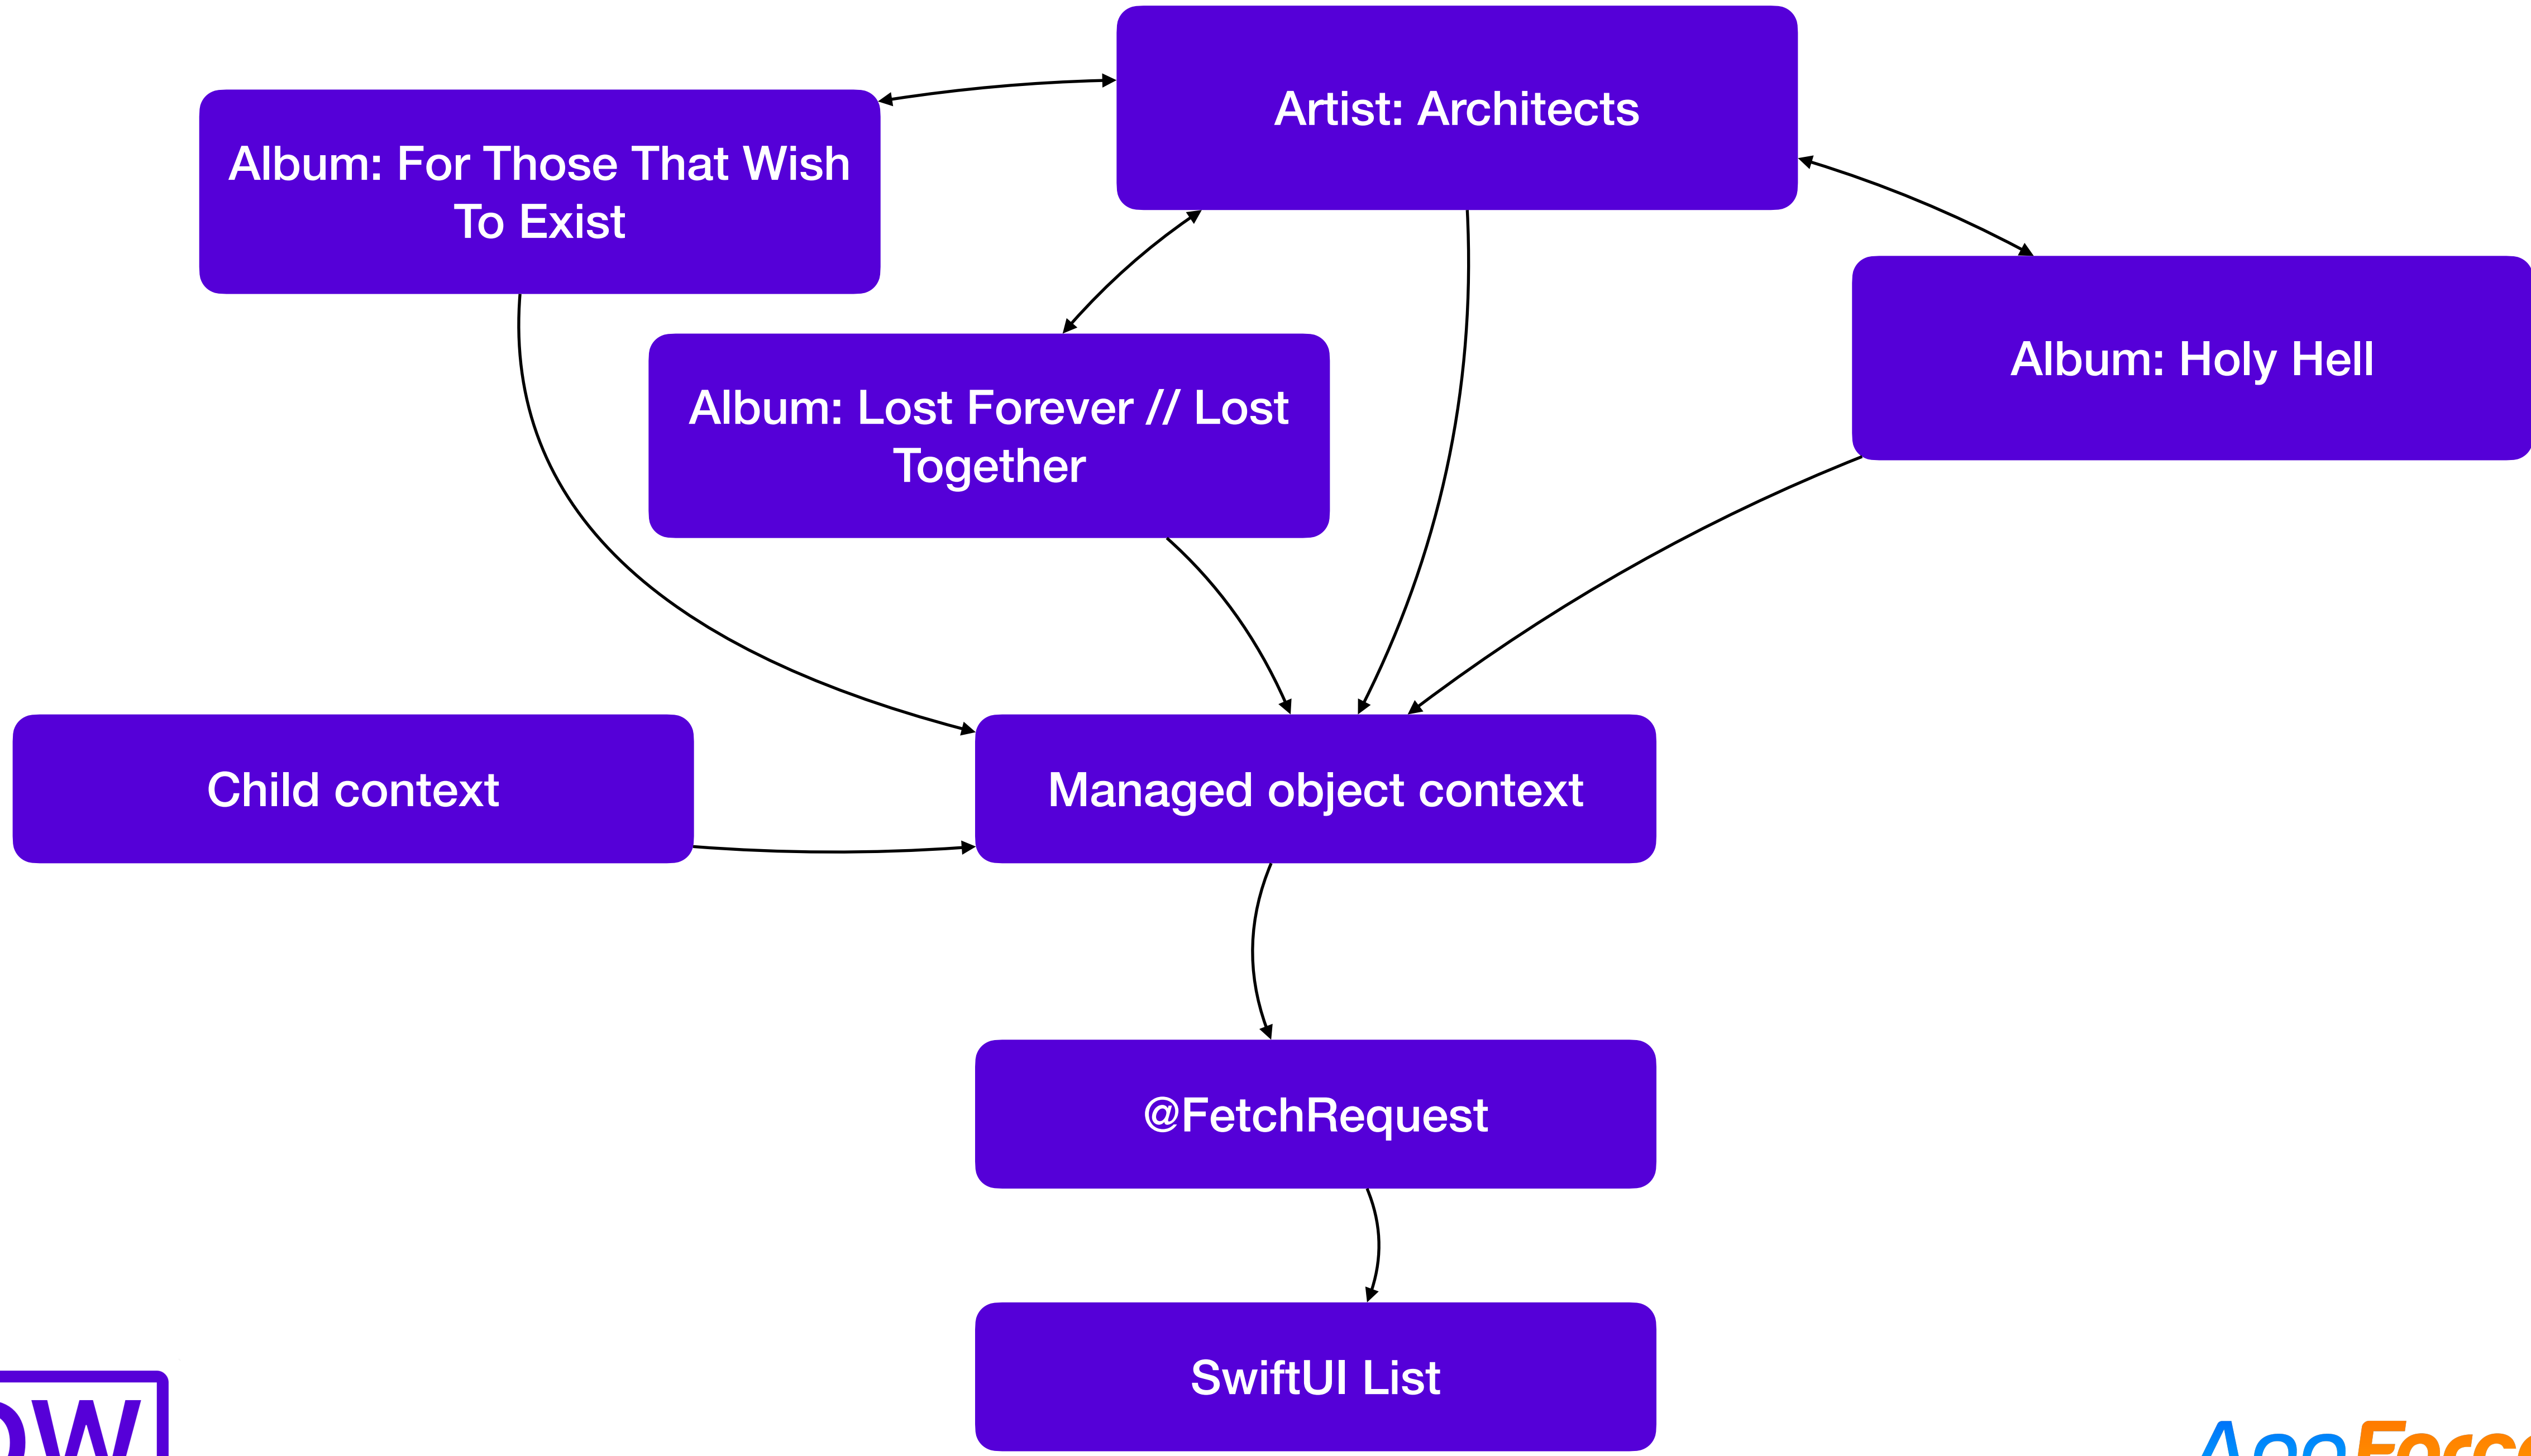 Artist: Architects
Album: For Those That Wish
To Exist
Album: Holy Hell
Album: Lost Forever // Lost
Together
Child context
Managed object context
@FetchRequest
SwiftUI List
OW